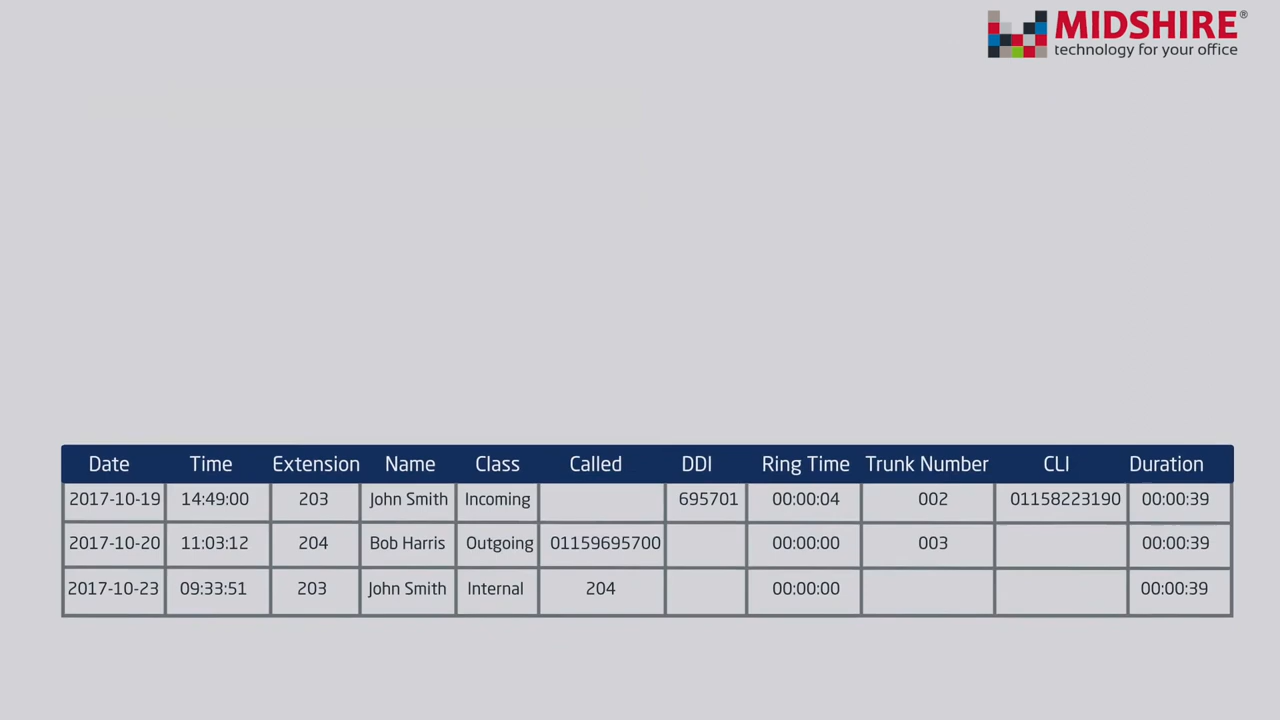 MIDSHIRE®
technology for your office
Date Time Extension Name Class Called DDI Ring Time Trunk Number CLI Duration
2017-10-19 14:49:00 203 John Smith Incoming 695701 00:00:04 002 01158223190 00:00:39
2017-10-20 11:03:12 204 Bob Harris Outgoing 01159695700 00:00:00 003 00:00:39
2017-10-23 09:33:51 203 John Smith Internal 204 00:00:00 00:00:39